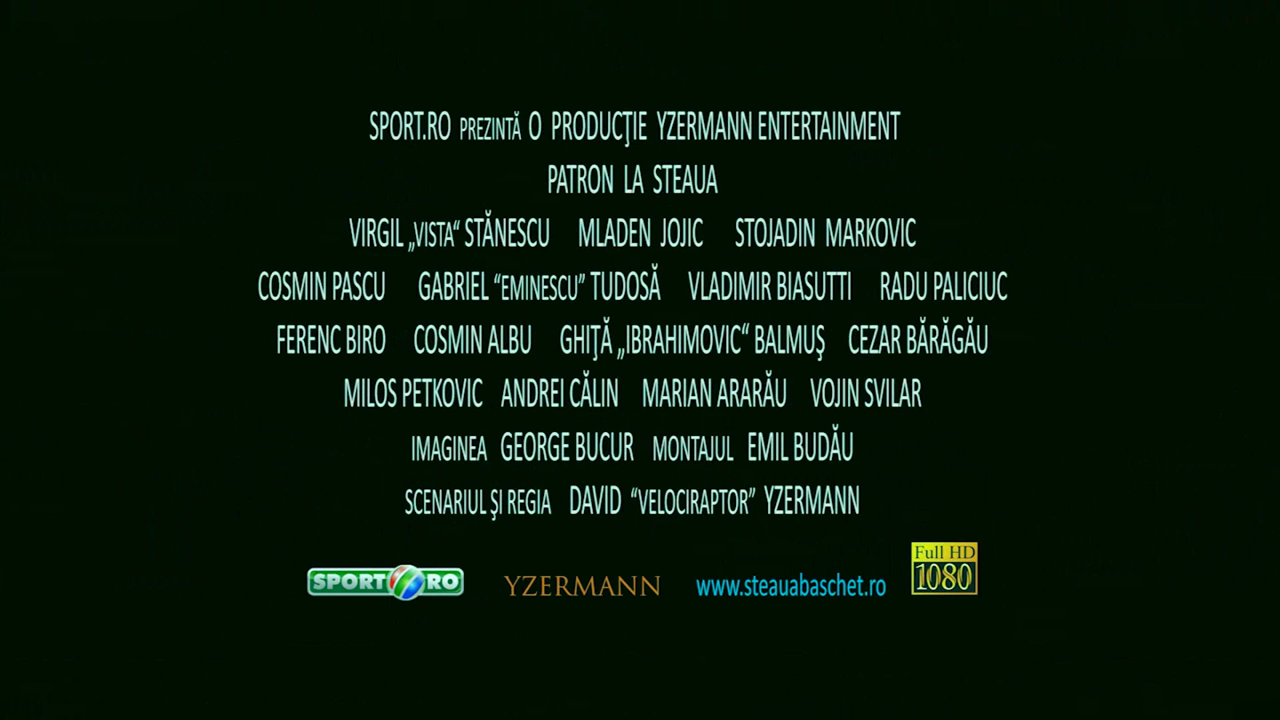 SPORT.RO PREZINTĂ O PRODUCŢIE YZERMANN ENTERTAINMENT
PATRON LA STEAUA
VIRGIL „VISTA“ STĂNESCU MLADEN JOJIC STOJADIN MARKOVIC
COSMIN PASCU GABRIEL “EMINESCU” TUDOSĂ VLADIMIR BIASUTTI RADU PALICIUC
FERENC BIRO COSMIN ALBU GHIŢĂ „IBRAHIMOVIC“ BALMUŞ CEZAR BĂRĂGĂU
MILOS PETKOVIC ANDREI CĂLIN MARIAN ARARĂU VOJIN SVILAR
IMAGINEA GEORGE BUCUR MONTAJUL EMIL BUDĂU
SCENARIUL ŞI REGIA DAVID “VELOCIRAPTOR” YZERMANN
SPORT RO YZERMANN www.steauabaschet.ro Full HD 1080